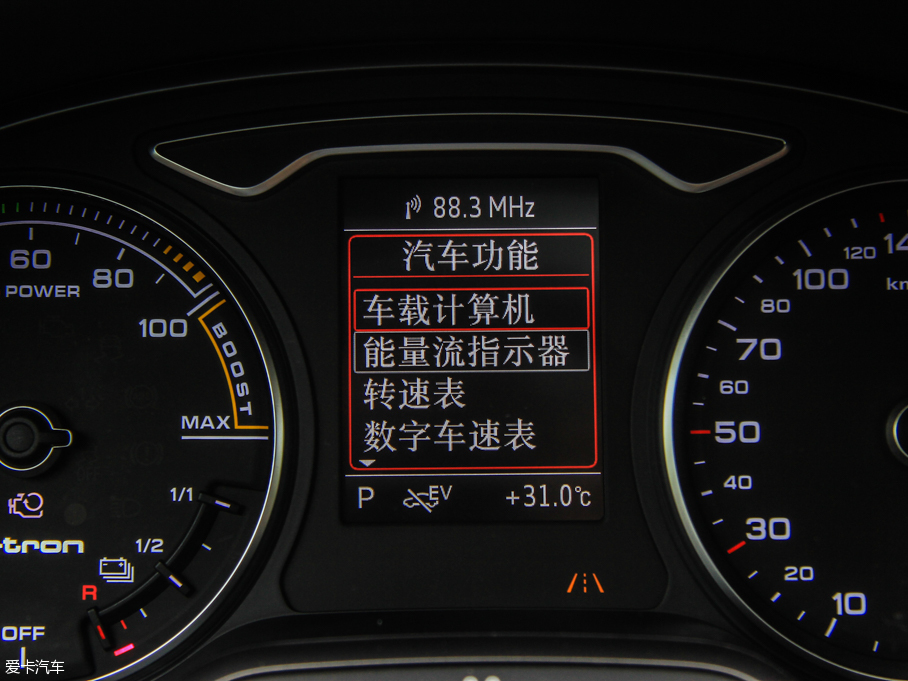 88.3 MHz
汽车功能
车载计算机
能量流指示器
转速表
数字车速表
P EV +31.0°C
60
80
POWER
100
BOOST
MAX
1/1
-tron
1/2
R
OFF
14
120
100
km
80
70
60
50
40
30
20
10
爱卡汽车